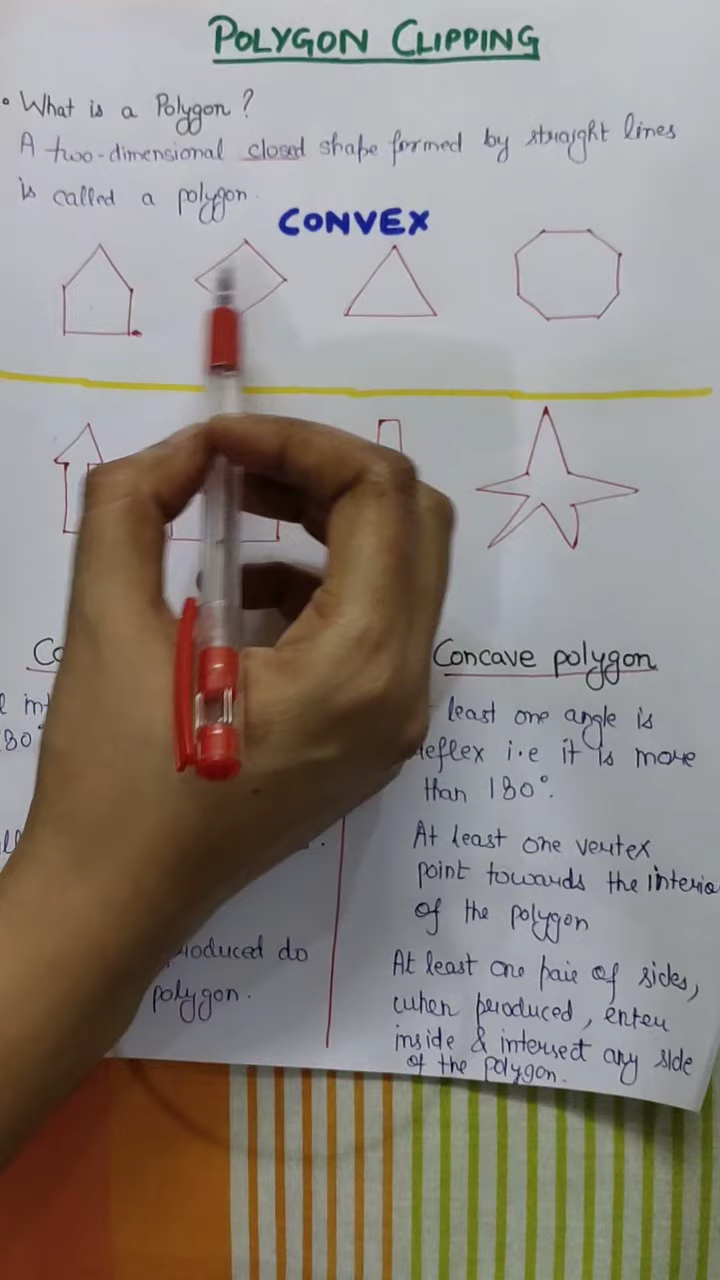 POLYGON CLIPPING
• What is a Polygon?
A two-dimensional closed shape formed by straight lines
is called a polygon.
CONVEX
Concave polygon
least one angle is
reflex i.e it is more
than 180°.
At least one vertex
point towards the interio
of the polygon
do
polygon.
At least one pair of sides,
when produced, enter
inside & intersect any side
of the polygon.